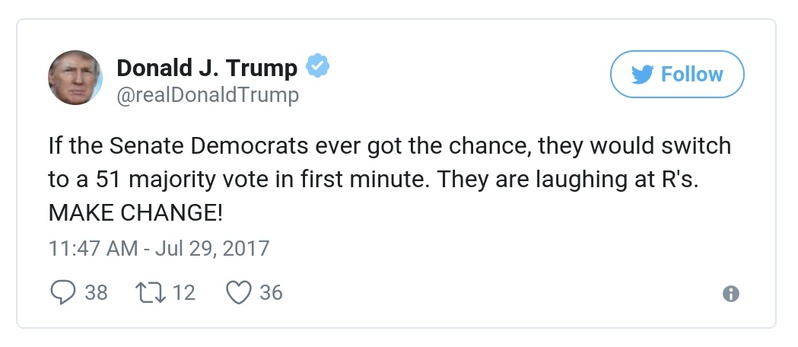 Donald J. Trump
Follow
@realDonaldTrump
If the Senate Democrats ever got the chance, they would switch
to a 51 majority vote in first minute. They are laughing at R's.
MAKE CHANGE!
11:47 AM - Jul 29, 2017
38 12 36